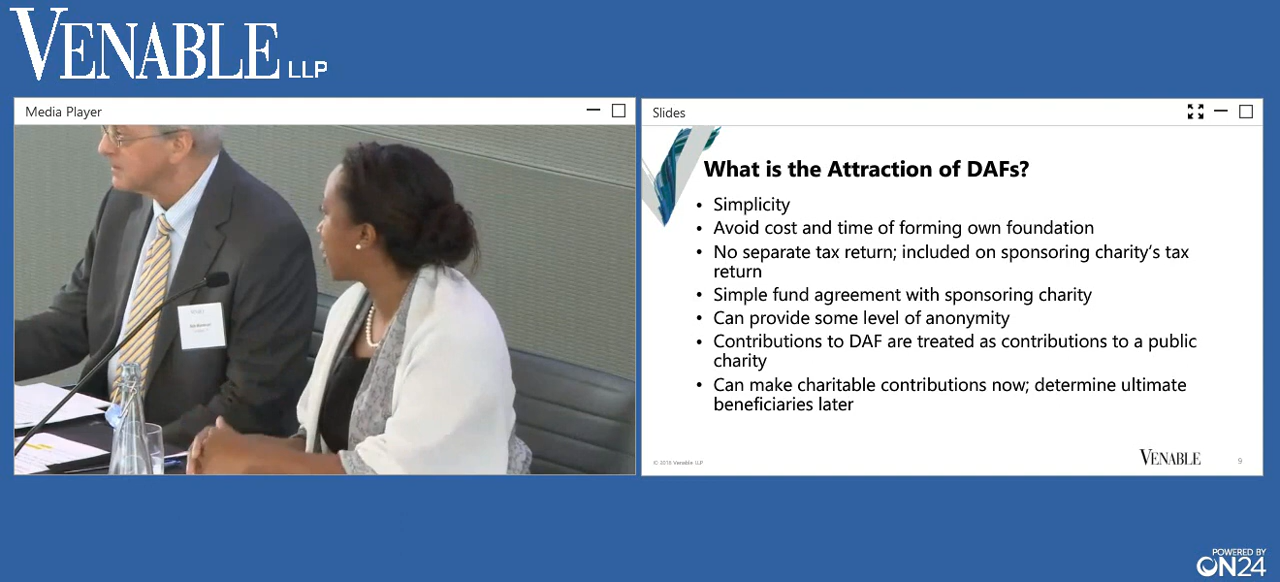 VENABLE LLP
Media Player
Slides
What is the Attraction of DAFs?
• Simplicity
• Avoid cost and time of forming own foundation
• No separate tax return; included on sponsoring charity's tax
return
• Simple fund agreement with sponsoring charity
• Can provide some level of anonymity
• Contributions to DAF are treated as contributions to a public
charity
• Can make charitable contributions now; determine ultimate
beneficiaries later
© 2018 Venable LLP
VENABLE
9
POWERED BY
ON24